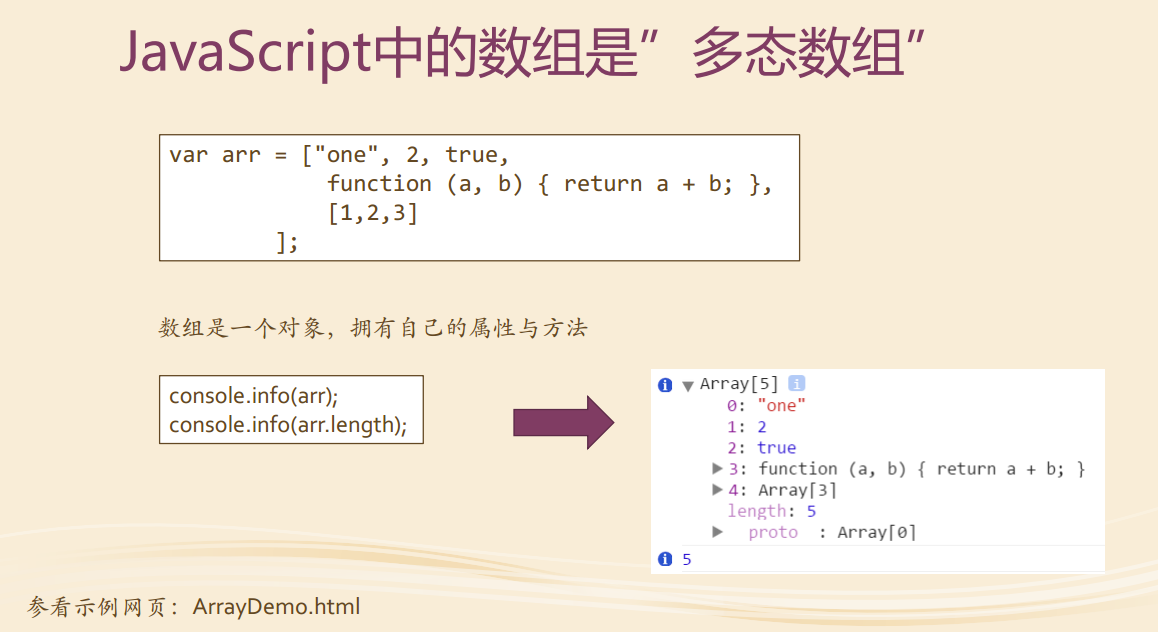 JavaScript中的数组是”多态数组”
var arr = ["one", 2, true,
function (a, b) { return a + b; },
[1,2,3]
];
数组是一个对象，拥有自己的属性与方法
console.info(arr);
console.info(arr.length);
i ▼ Array[5] i
0: "one"
1: 2
2: true
▶ 3: function (a, b) { return a + b; }
▶ 4: Array[3]
length: 5
▶ proto : Array[0]
i 5
参看示例网页：ArrayDemo.html